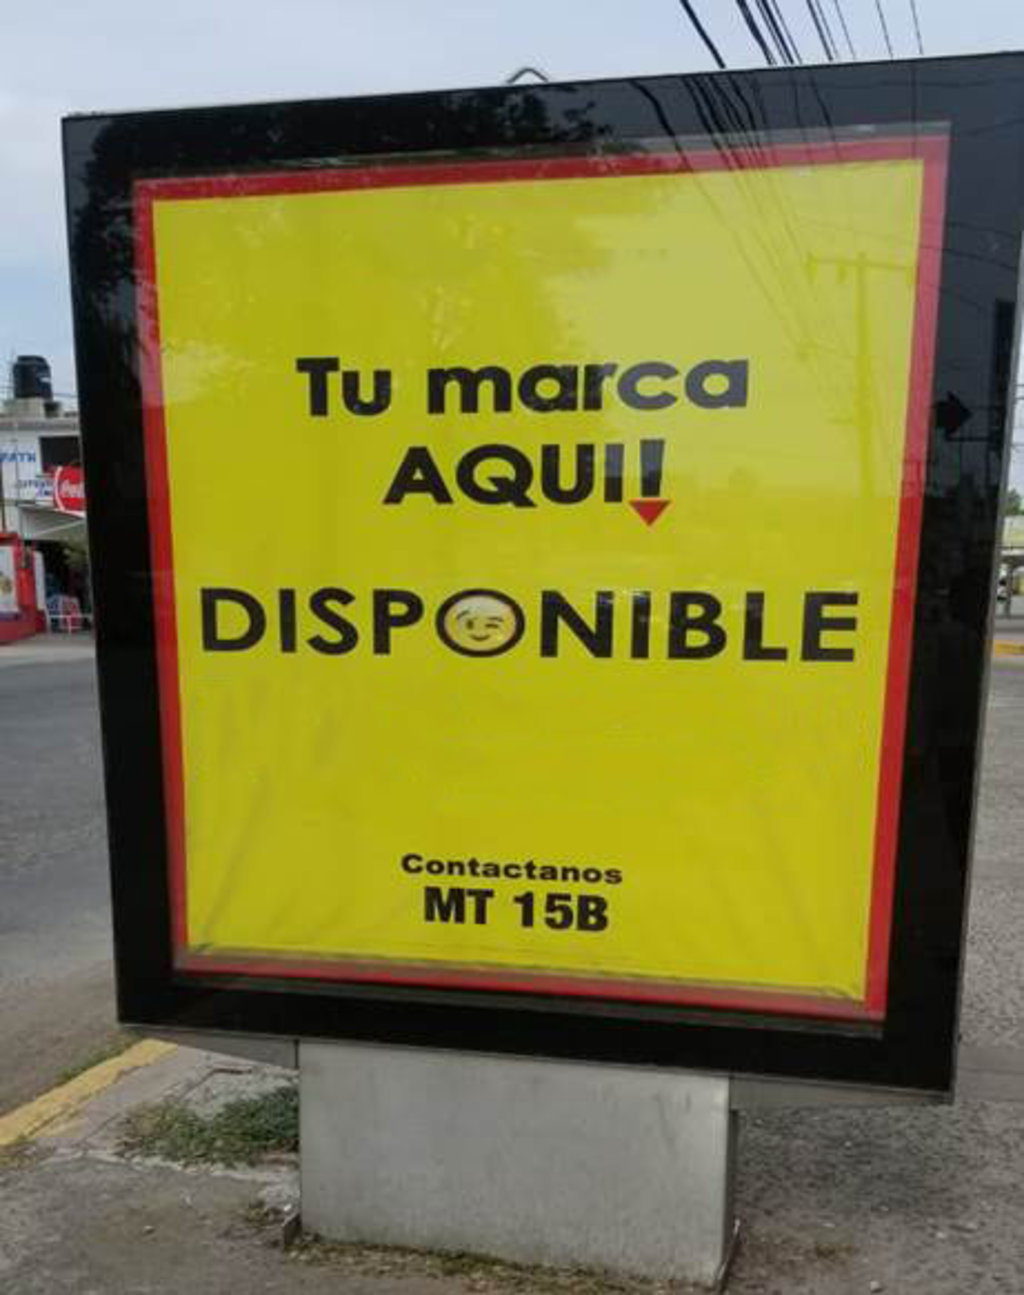 Tu marca
AQUI!
DISPONIBLE
Contactanos
MT 15B